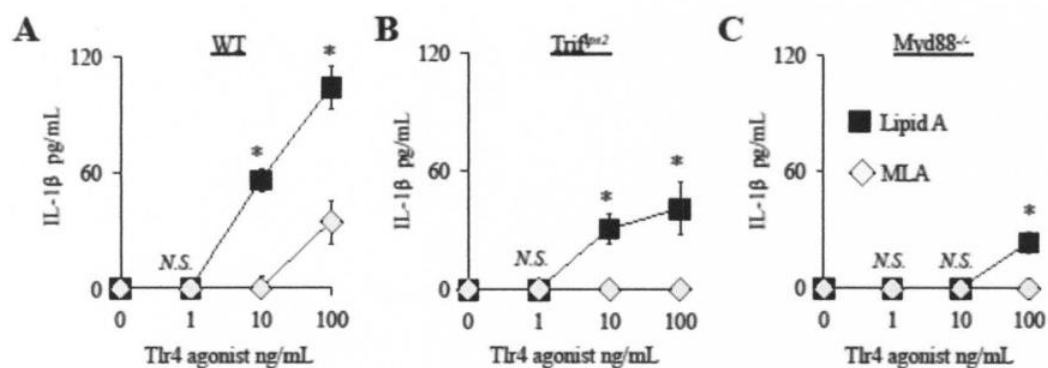 A WT
120
60
0
IL-1β pg/mL
N.S.
*
*
0 1 10 100
Tlr4 agonist ng/mL
B Trif^lps2
120
60
0
IL-1β pg/mL
N.S.
*
*
0 1 10 100
Tlr4 agonist ng/mL
C Myd88-/-
120
60
0
IL-1β pg/mL
Lipid A
MLA
N.S.
N.S.
*
0 1 10 100
Tlr4 agonist ng/mL